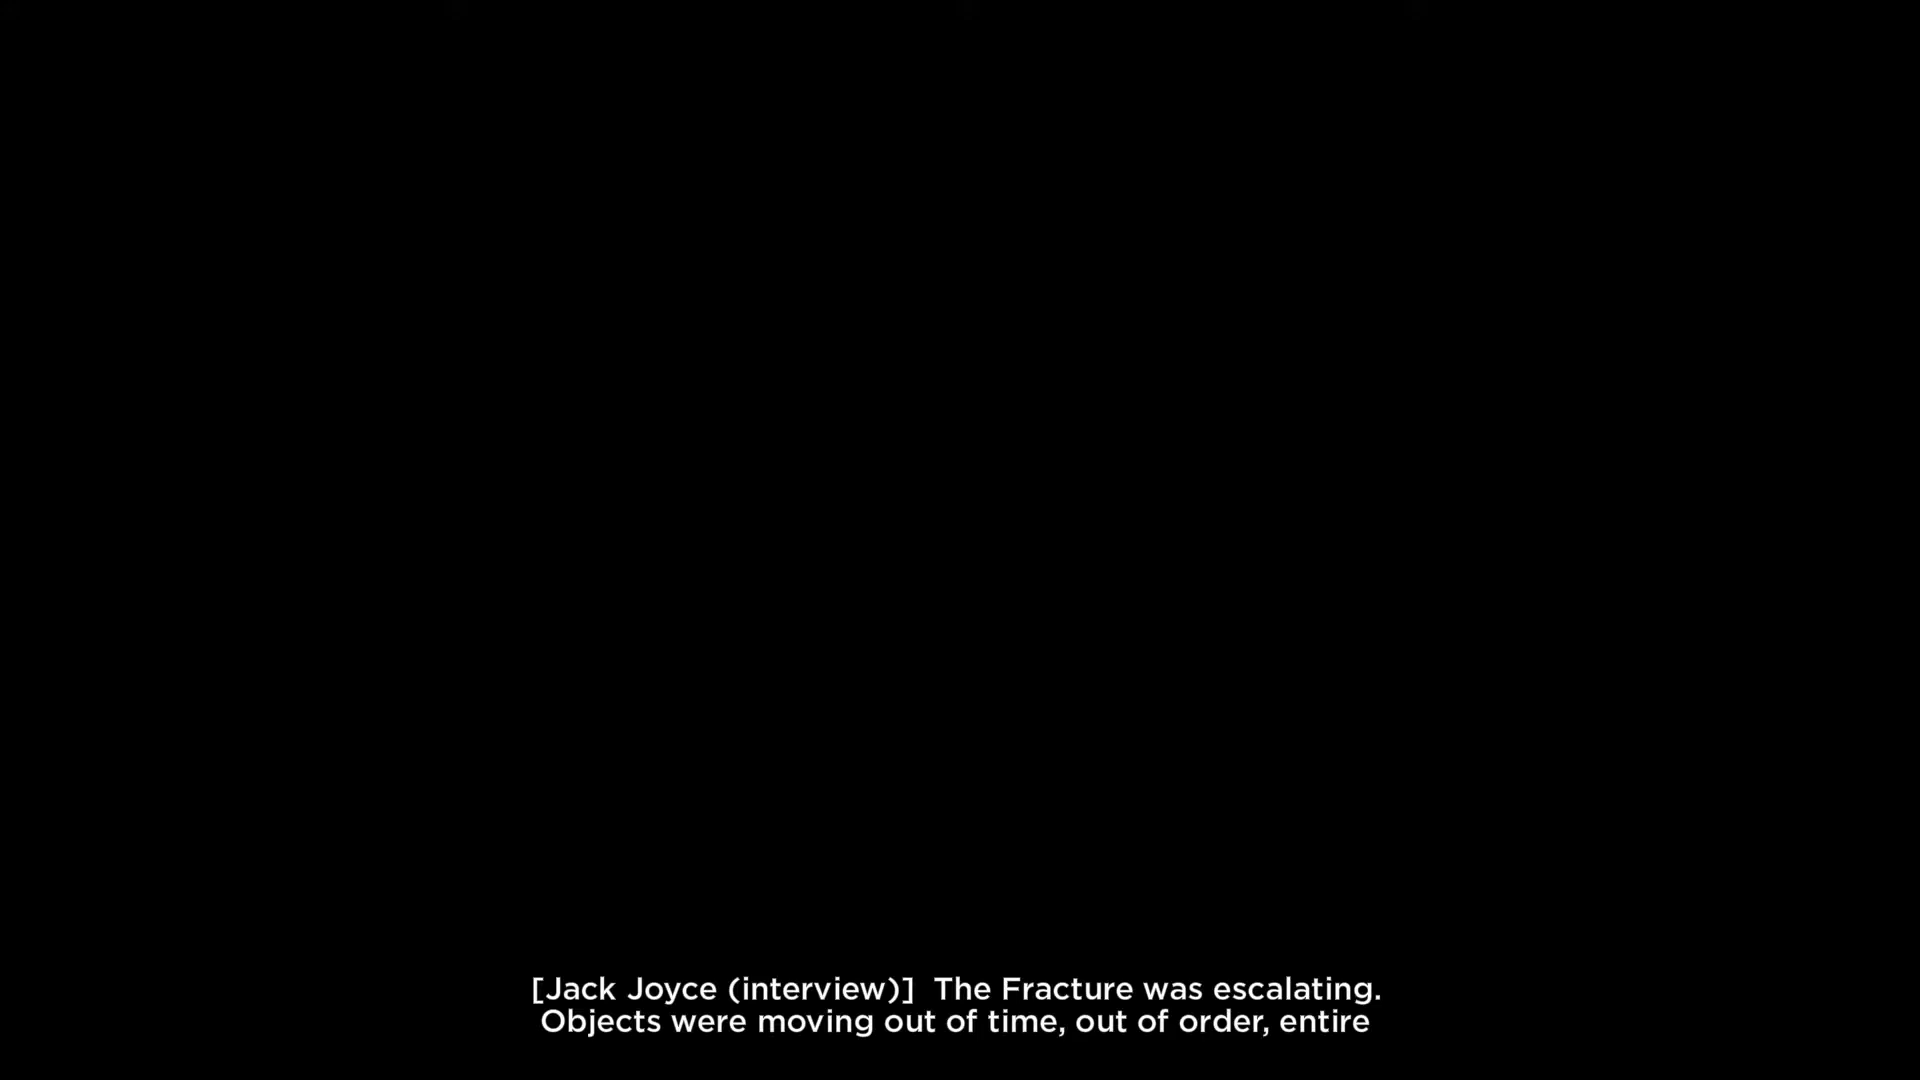 [Jack Joyce (interview)]  The Fracture was escalating.
Objects were moving out of time, out of order, entire